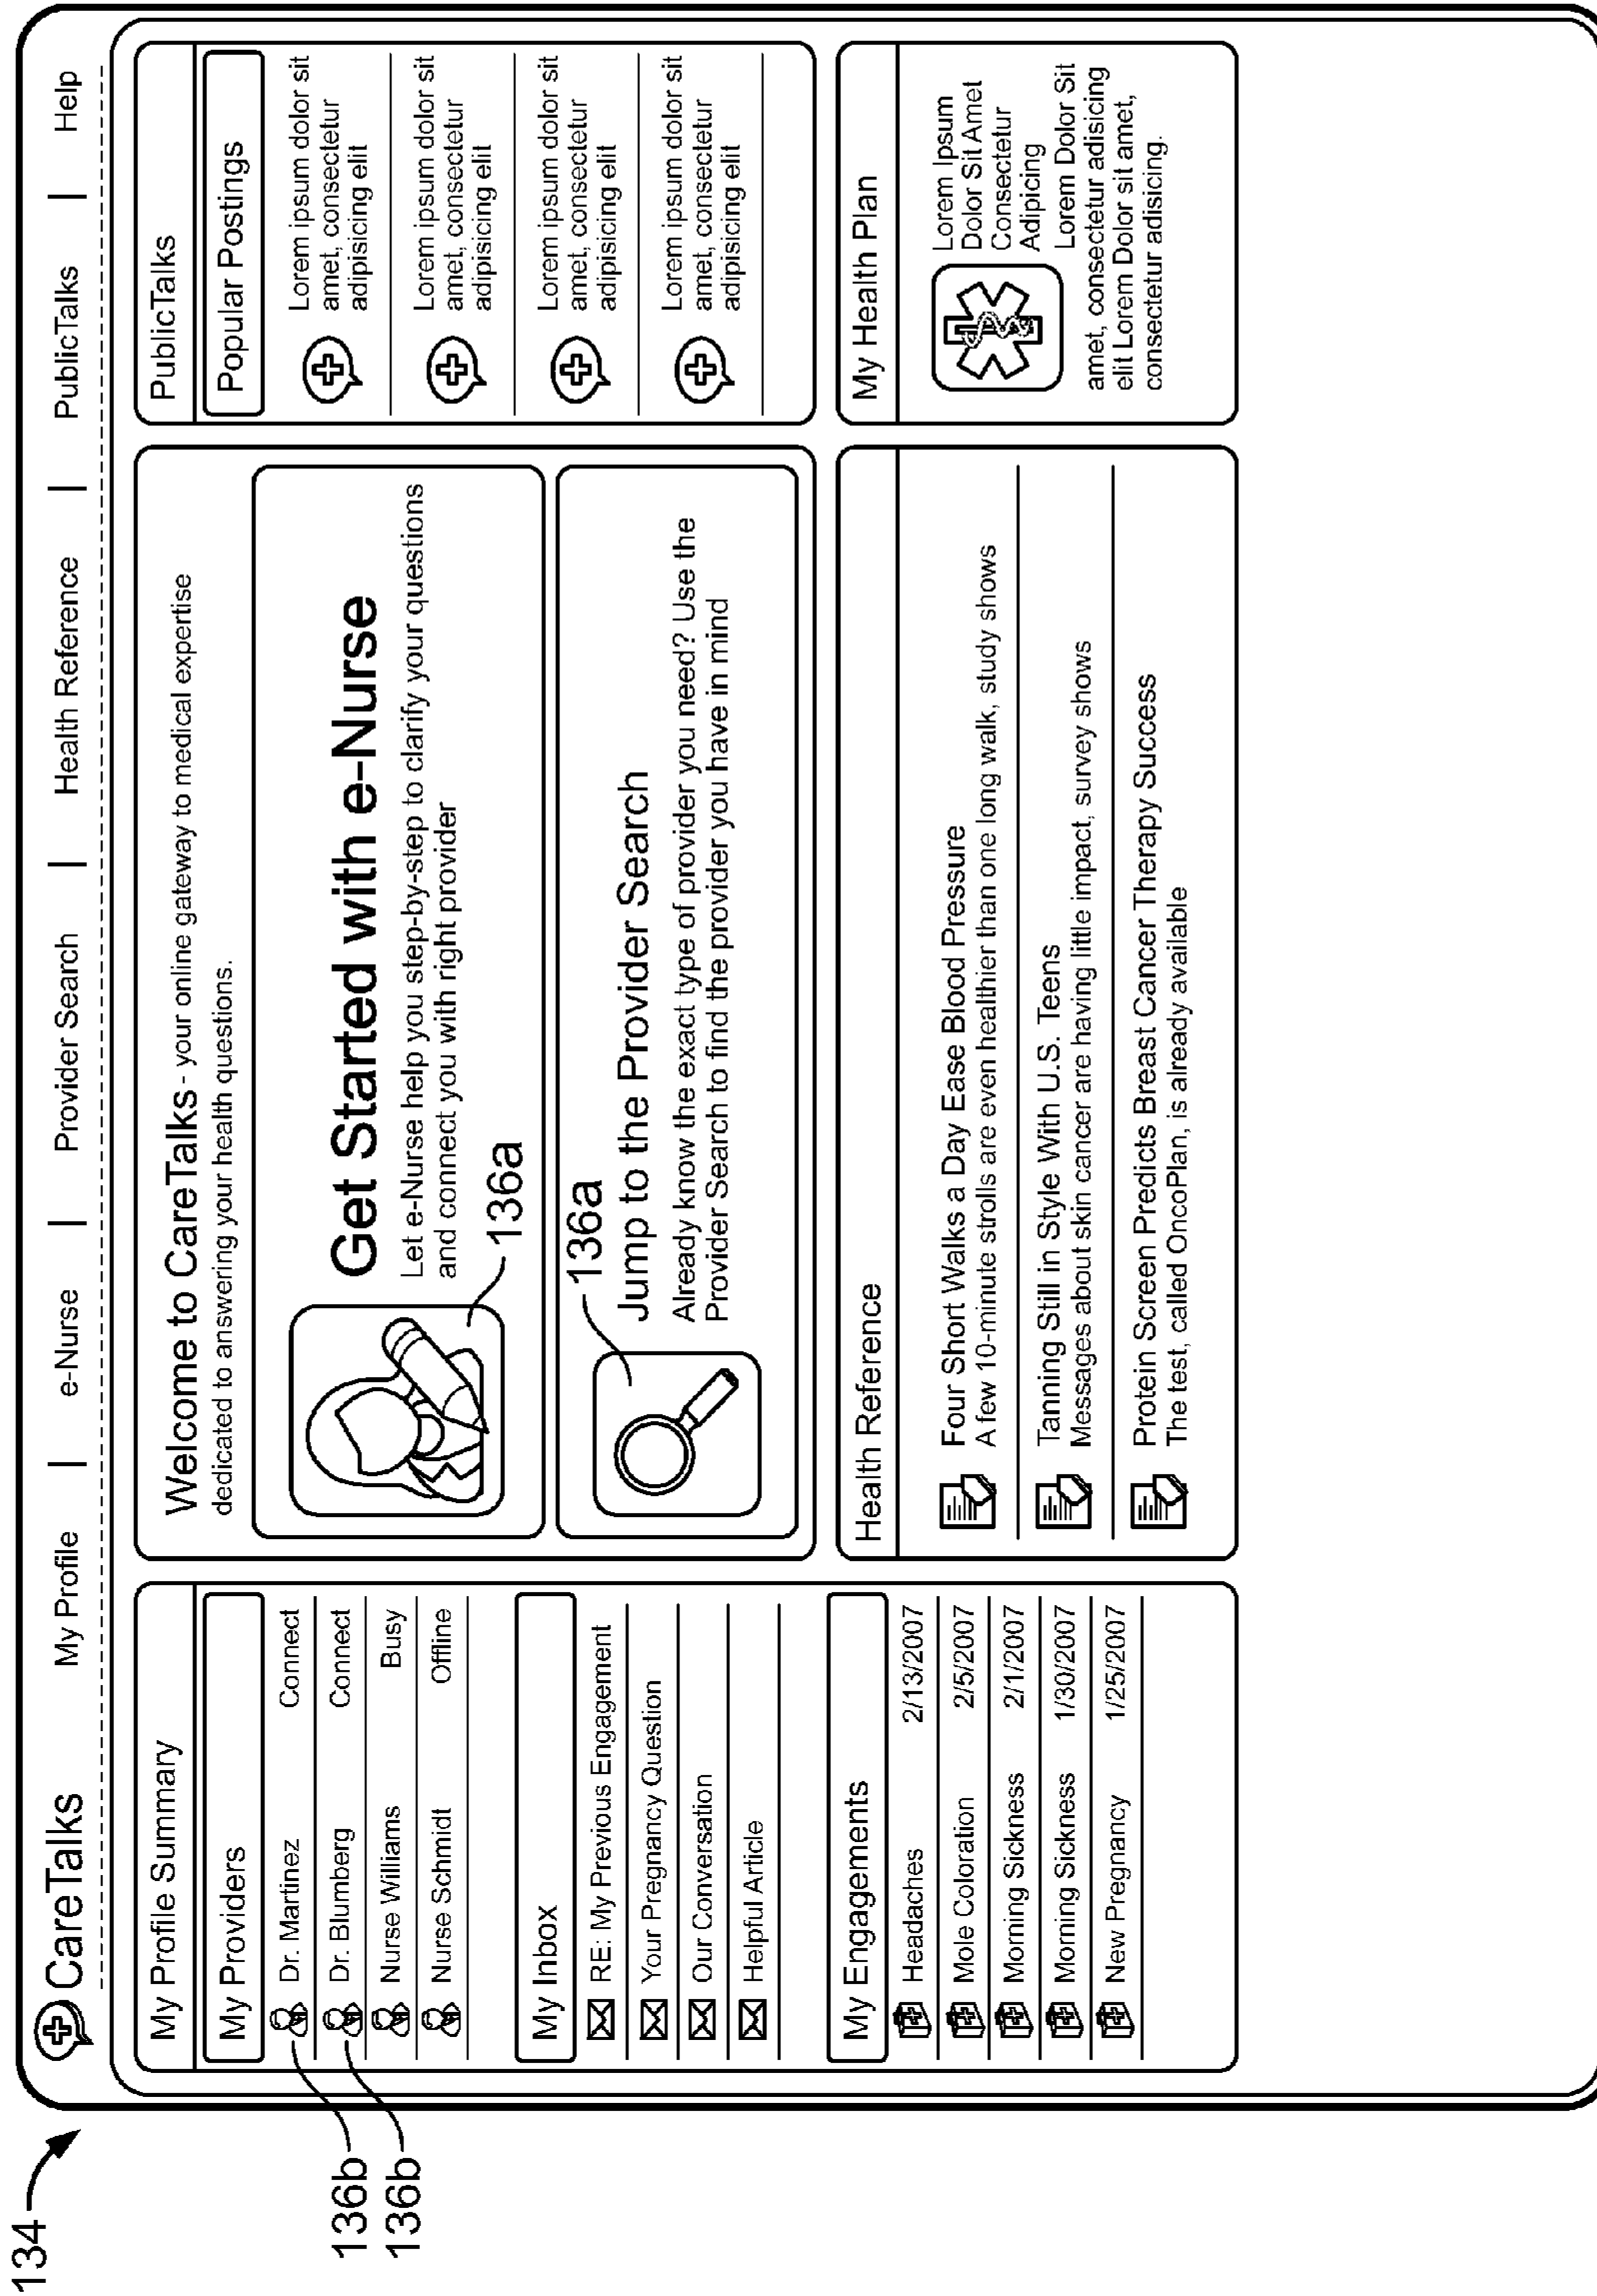 134
CareTalks
My Profile | e-Nurse | Provider Search | Health Reference | PublicTalks | Help
My Profile Summary
My Providers
Dr. Martinez Connect
Dr. Blumberg Connect
Nurse Williams Busy
Nurse Schmidt Offline
136b
136b
My Inbox
RE: My Previous Engagement
Your Pregnancy Question
Our Conversation
Helpful Article
My Engagements
Headaches 2/13/2007
Mole Coloration 2/5/2007
Morning Sickness 2/1/2007
Morning Sickness 1/30/2007
New Pregnancy 1/25/2007
Welcome to CareTalks - your online gateway to medical expertise
dedicated to answering your health questions.
Get Started with e-Nurse
Let e-Nurse help you step-by-step to clarify your questions
and connect you with right provider
136a
136a
Jump to the Provider Search
Already know the exact type of provider you need? Use the
Provider Search to find the provider you have in mind
Health Reference
Four Short Walks a Day Ease Blood Pressure
A few 10-minute strolls are even healthier than one long walk, study shows
Tanning Still in Style With U.S. Teens
Messages about skin cancer are having little impact, survey shows
Protein Screen Predicts Breast Cancer Therapy Success
The test, called OncoPlan, is already available
PublicTalks
Popular Postings
Lorem ipsum dolor sit
amet, consectetur
adipisicing elit
Lorem ipsum dolor sit
amet, consectetur
adipisicing elit
Lorem ipsum dolor sit
amet, consectetur
adipisicing elit
Lorem ipsum dolor sit
amet, consectetur
adipisicing elit
My Health Plan
Lorem Ipsum
Dolor Sit Amet
Consectetur
Adipicing
Lorem Dolor Sit
amet, consectetur adisicing
elit Lorem Dolor sit amet,
consectetur adisicing.